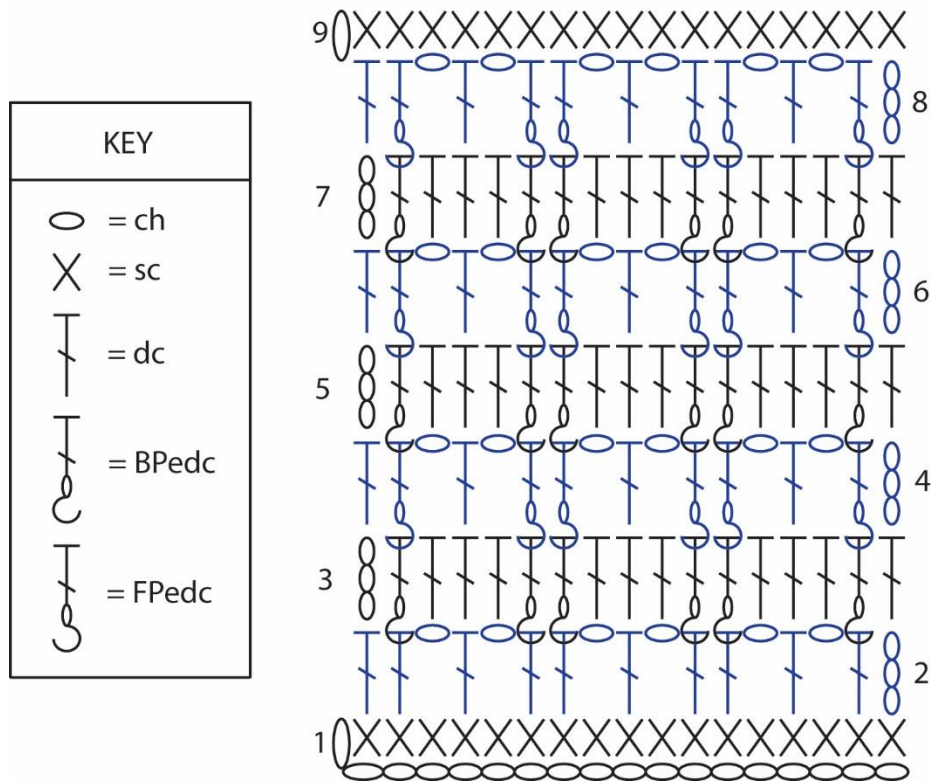 KEY
= ch
= sc
= dc
= BPedc
= FPedc
9
8
7
6
5
4
3
2
1